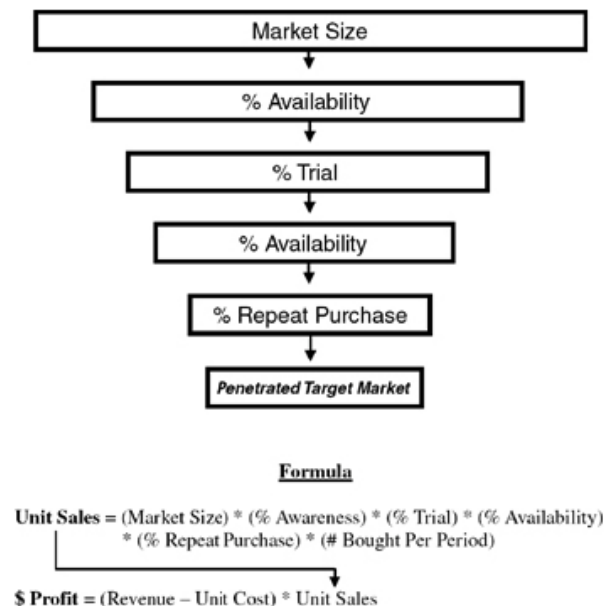 Market Size
% Availability
% Trial
% Availability
% Repeat Purchase
Penetrated Target Market
Formula
Unit Sales = (Market Size) * (% Awareness) * (% Trial) * (% Availability)
* (% Repeat Purchase) * (# Bought Per Period)
$ Profit = (Revenue – Unit Cost) * Unit Sales